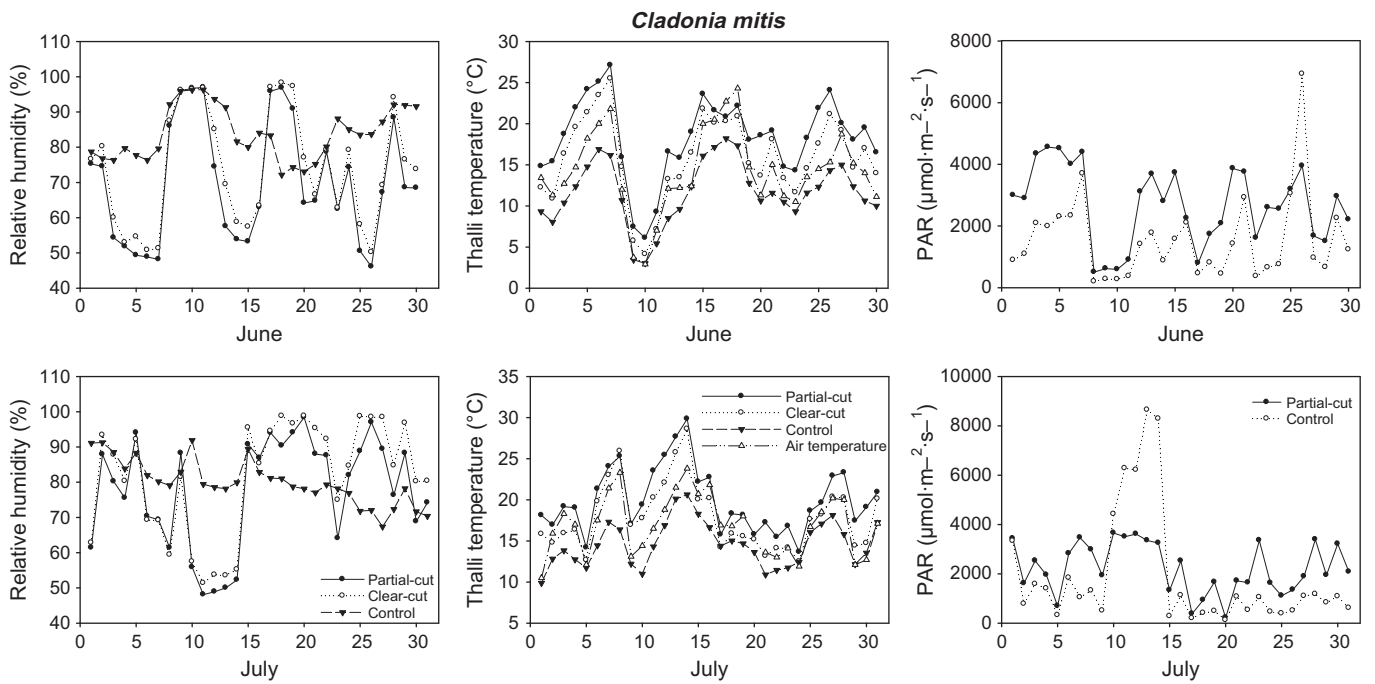 Cladonia mitis
Relative humidity (%)
110
100
90
80
70
60
50
40
0 5 10 15 20 25 30
June
Thalli temperature (°C)
30
25
20
15
10
5
0
0 5 10 15 20 25 30
June
PAR (µmol·m–2·s–1)
8000
6000
4000
2000
0
0 5 10 15 20 25 30
June
Relative humidity (%)
110
100
90
80
70
60
50
40
Partial-cut
Clear-cut
Control
0 5 10 15 20 25 30
July
Thalli temperature (°C)
35
30
25
20
15
10
5
Partial-cut
Clear-cut
Control
Air temperature
0 5 10 15 20 25 30
July
PAR (µmol·m–2·s–1)
10000
8000
6000
4000
2000
0
Partial-cut
Control
0 5 10 15 20 25 30
July